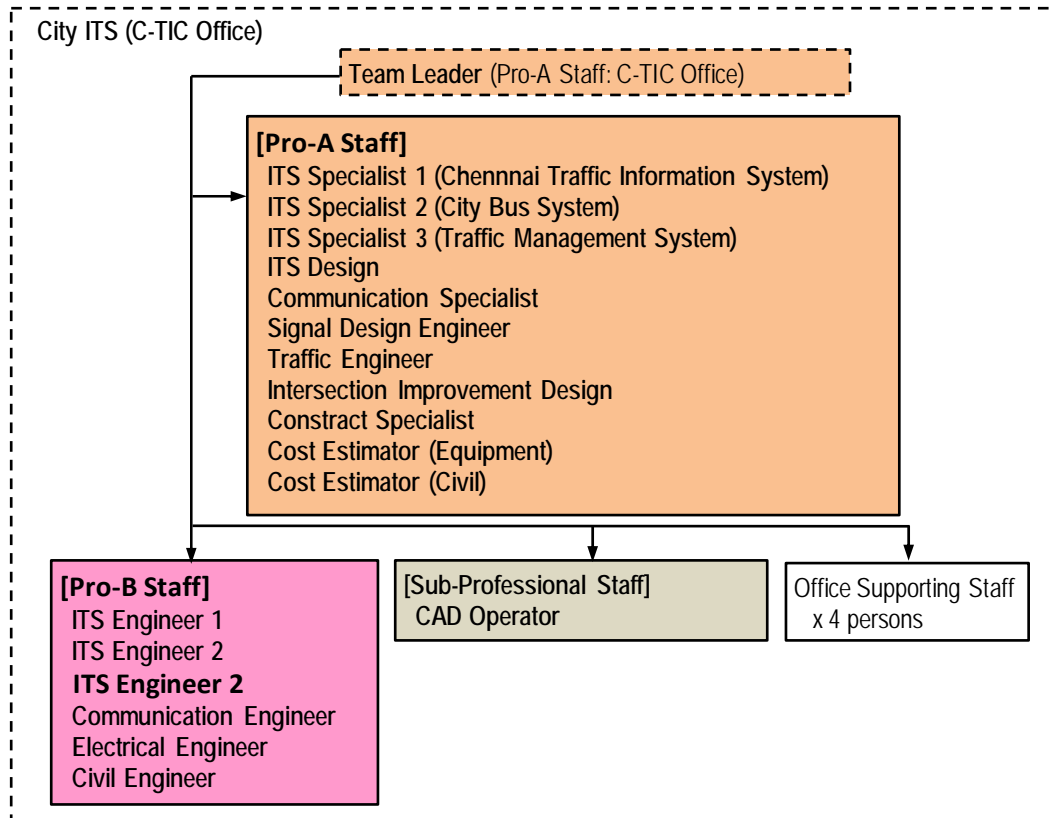 City ITS (C-TIC Office)
Team Leader (Pro-A Staff: C-TIC Office)
[Pro-A Staff]
ITS Specialist 1 (Chennnai Traffic Information System)
ITS Specialist 2 (City Bus System)
ITS Specialist 3 (Traffic Management System)
ITS Design
Communication Specialist
Signal Design Engineer
Traffic Engineer
Intersection Improvement Design
Constract Specialist
Cost Estimator (Equipment)
Cost Estimator (Civil)
[Pro-B Staff]
ITS Engineer 1
ITS Engineer 2
ITS Engineer 2
Communication Engineer
Electrical Engineer
Civil Engineer
[Sub-Professional Staff]
CAD Operator
Office Supporting Staff
x 4 persons